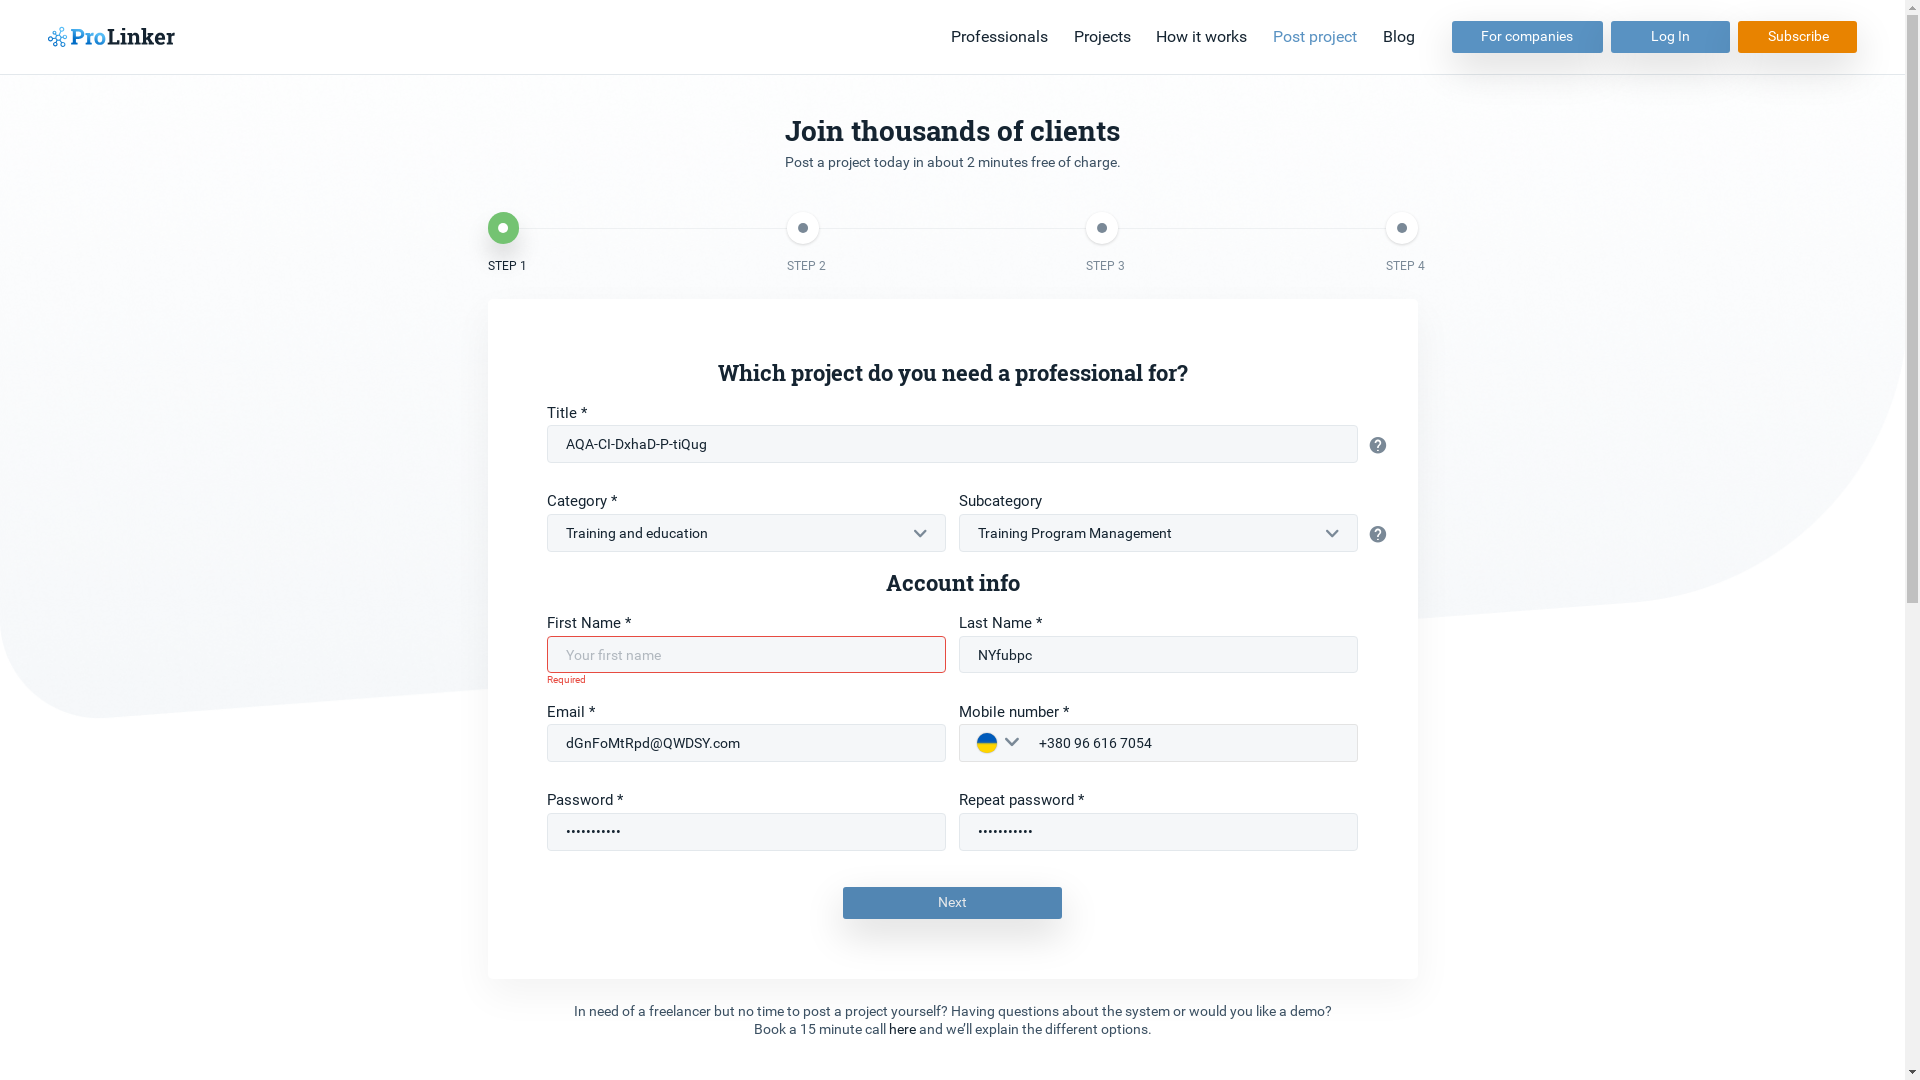 ProLinker
Professionals Projects How it works Post project Blog For companies Log In Subscribe
Join thousands of clients
Post a project today in about 2 minutes free of charge.
STEP 1 STEP 2 STEP 3 STEP 4
Which project do you need a professional for?
Title *
AQA-CI-DxhaD-P-tiQug
Category * Subcategory
Training and education Training Program Management
Account info
First Name * Last Name *
Your first name NYfubpc
Required
Email * Mobile number *
dGnFoMtRpd@QWDSY.com +380 96 616 7054
Password * Repeat password *
••••••••••• •••••••••••
Next
In need of a freelancer but no time to post a project yourself? Having questions about the system or would you like a demo?
Book a 15 minute call here and we'll explain the different options.